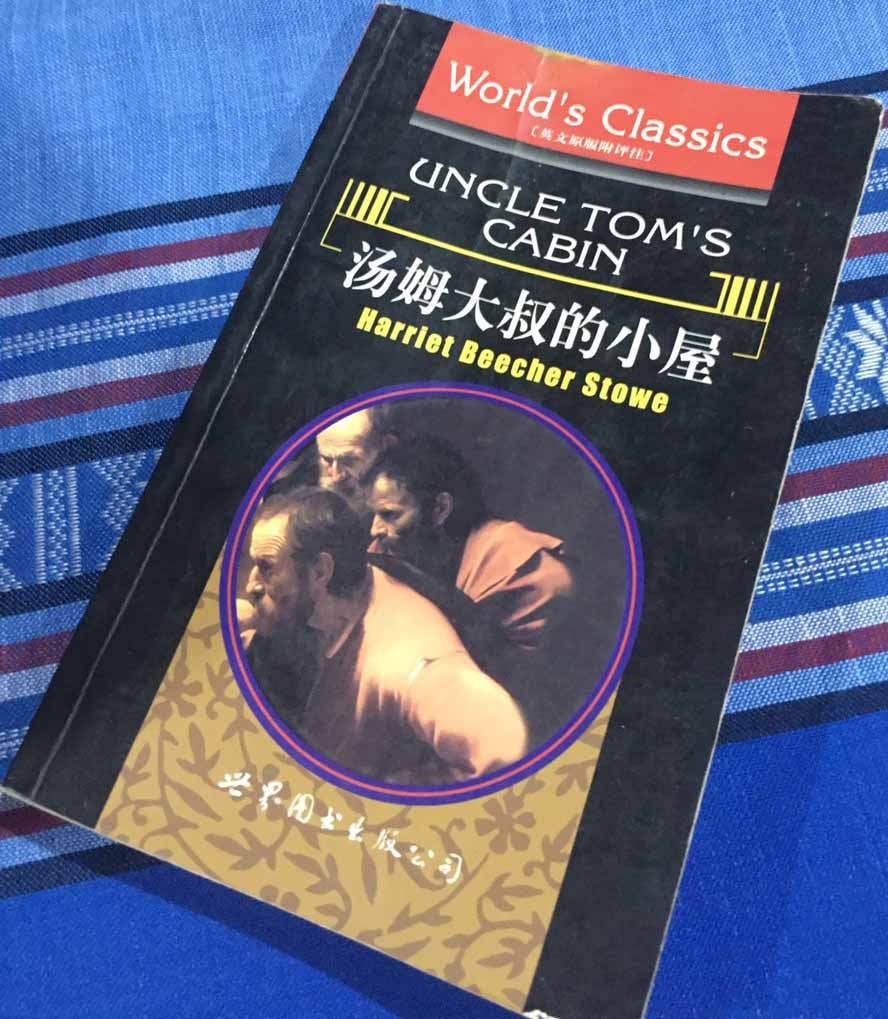 World's Classics
〔英文原版附评注〕
UNCLE TOM'S
CABIN
汤姆大叔的小屋
Harriet Beecher Stowe
世界图书出版公司